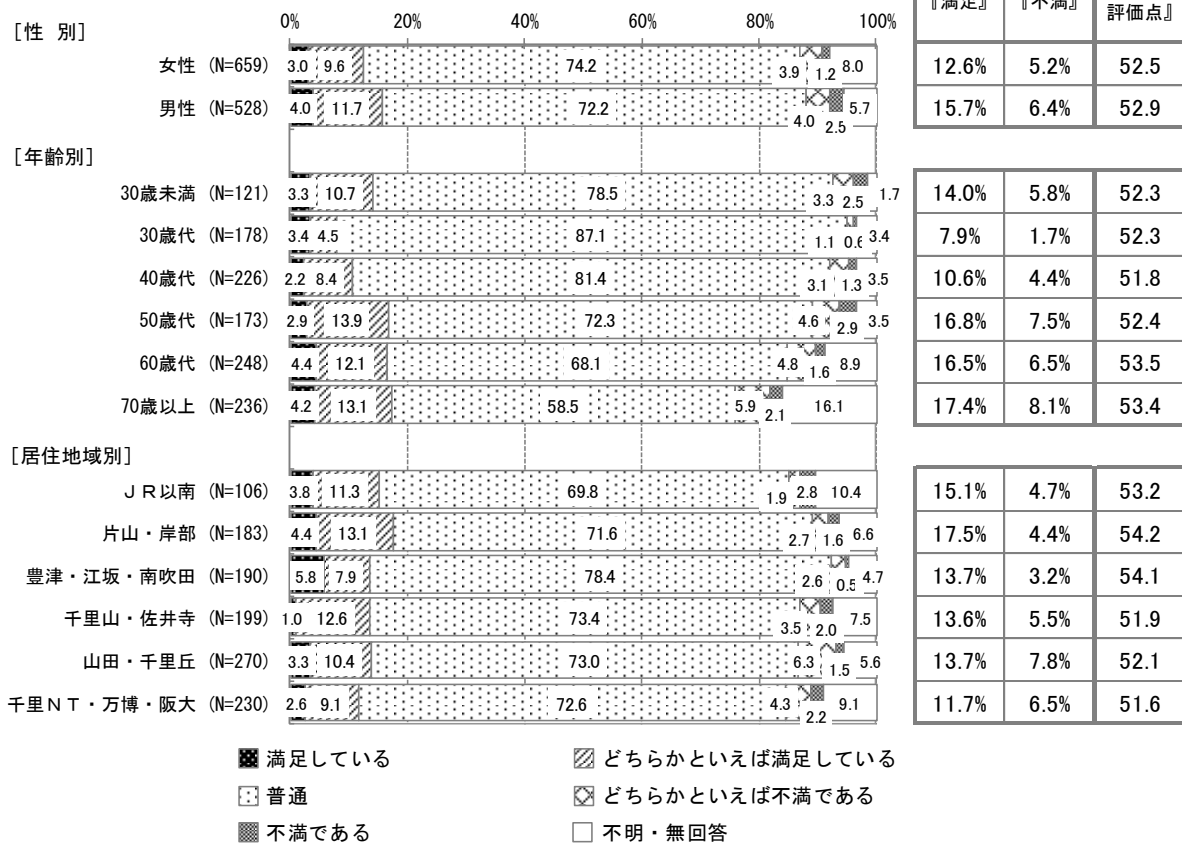 『満足』 『不満』 評価点』
0% 20% 40% 60% 80% 100%
[性 別]
女性 (N=659) 3.0 9.6 74.2 3.9 1.2 8.0 12.6% 5.2% 52.5
男性 (N=528) 4.0 11.7 72.2 4.0 2.5 5.7 15.7% 6.4% 52.9
[年齢別]
30歳未満 (N=121) 3.3 10.7 78.5 3.3 2.5 1.7 14.0% 5.8% 52.3
30歳代 (N=178) 3.4 4.5 87.1 1.1 0.6 3.4 7.9% 1.7% 52.3
40歳代 (N=226) 2.2 8.4 81.4 3.1 1.3 3.5 10.6% 4.4% 51.8
50歳代 (N=173) 2.9 13.9 72.3 4.6 2.9 3.5 16.8% 7.5% 52.4
60歳代 (N=248) 4.4 12.1 68.1 4.8 1.6 8.9 16.5% 6.5% 53.5
70歳以上 (N=236) 4.2 13.1 58.5 5.9 2.1 16.1 17.4% 8.1% 53.4
[居住地域別]
ＪＲ以南 (N=106) 3.8 11.3 69.8 1.9 2.8 10.4 15.1% 4.7% 53.2
片山・岸部 (N=183) 4.4 13.1 71.6 2.7 1.6 6.6 17.5% 4.4% 54.2
豊津・江坂・南吹田 (N=190) 5.8 7.9 78.4 2.6 0.5 4.7 13.7% 3.2% 54.1
千里山・佐井寺 (N=199) 1.0 12.6 73.4 3.5 2.0 7.5 13.6% 5.5% 51.9
山田・千里丘 (N=270) 3.3 10.4 73.0 6.3 1.5 5.6 13.7% 7.8% 52.1
千里ＮＴ・万博・阪大 (N=230) 2.6 9.1 72.6 4.3 2.2 9.1 11.7% 6.5% 51.6
満足している どちらかといえば満足している
普通 どちらかといえば不満である
不満である 不明・無回答